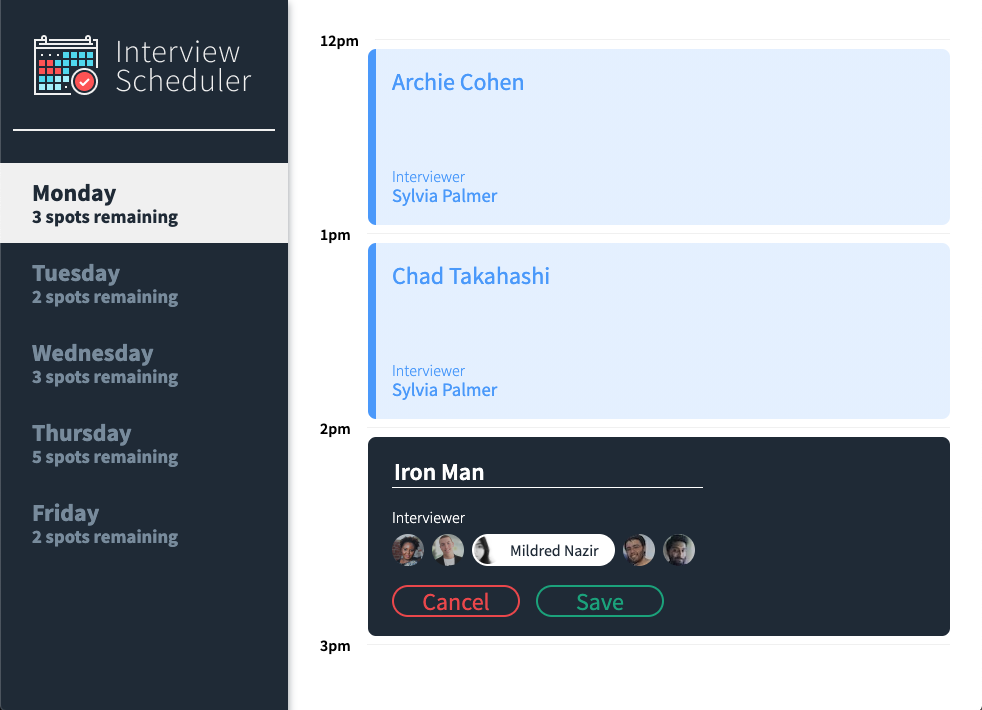 Interview
Scheduler
Monday
3 spots remaining
Tuesday
2 spots remaining
Wednesday
3 spots remaining
Thursday
5 spots remaining
Friday
2 spots remaining
12pm
Archie Cohen
Interviewer
Sylvia Palmer
1pm
Chad Takahashi
Interviewer
Sylvia Palmer
2pm
Iron Man
Interviewer
Mildred Nazir
Cancel Save
3pm